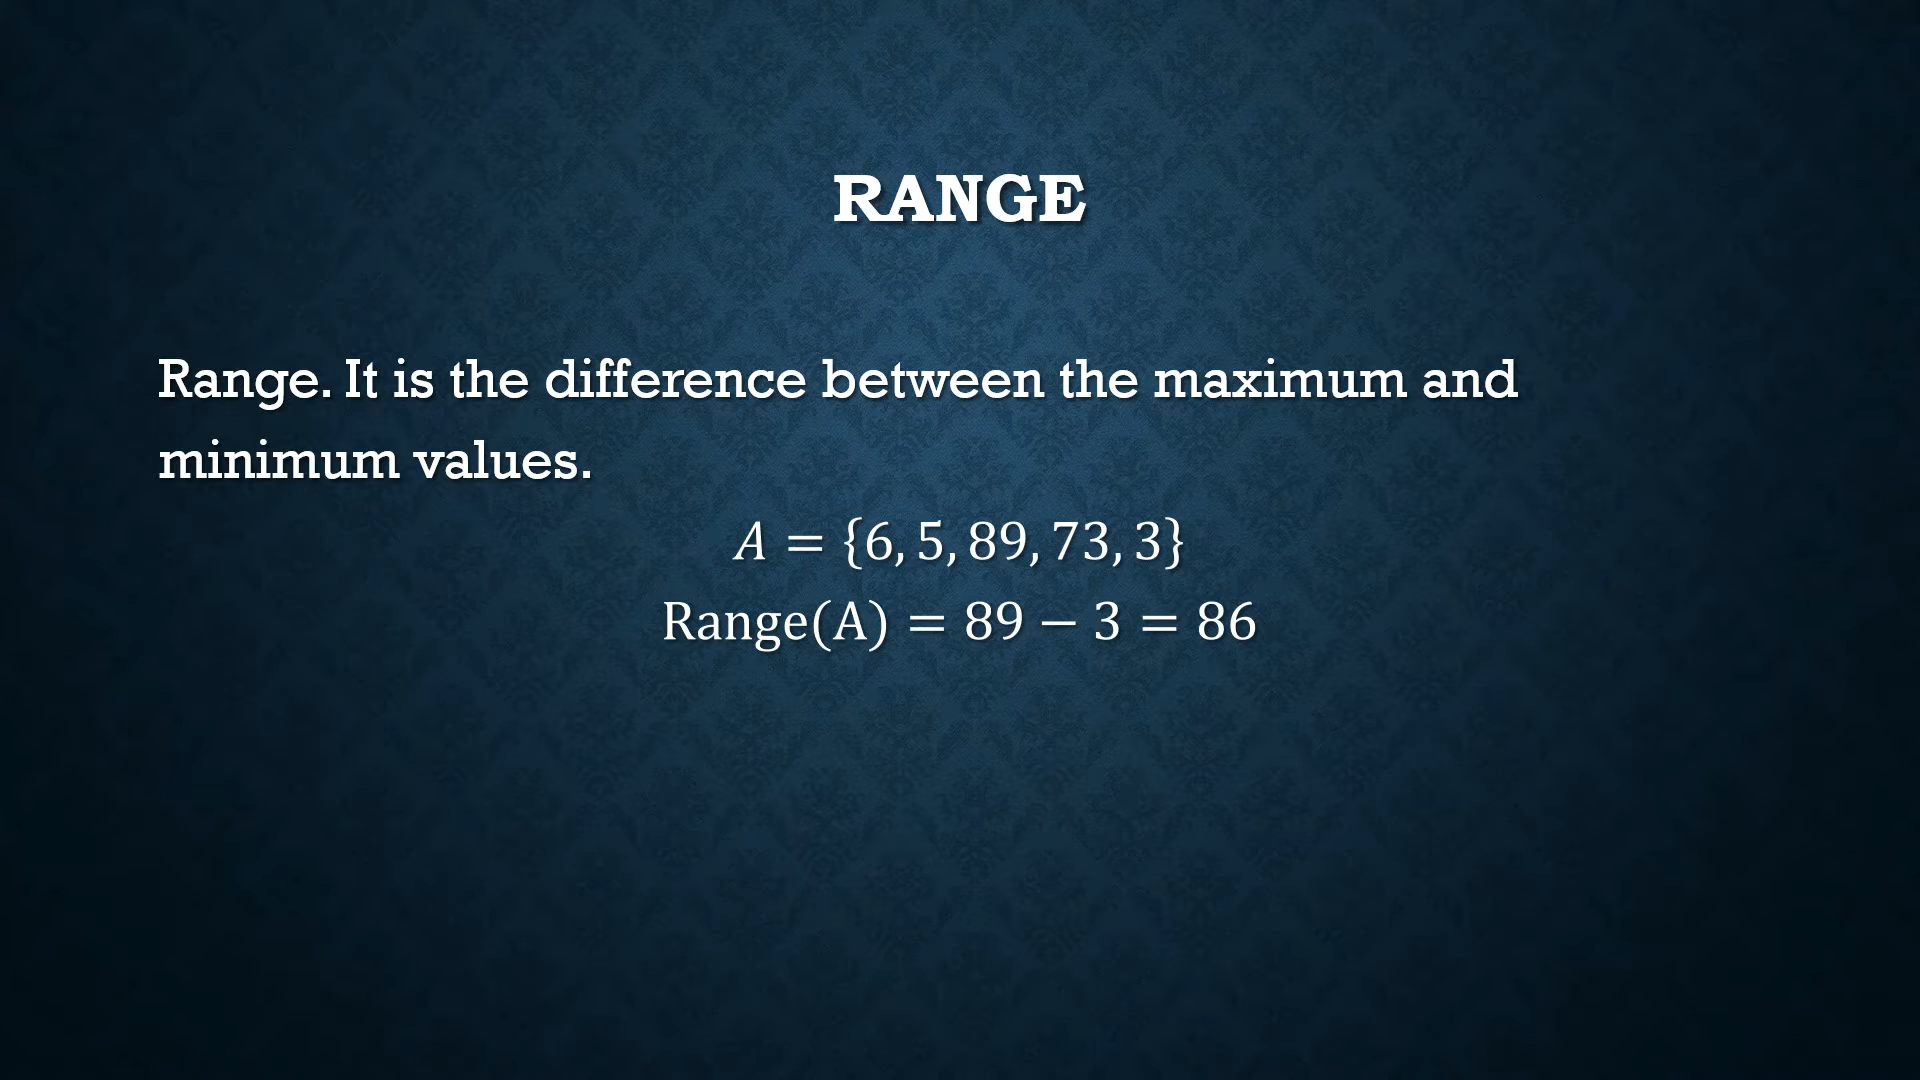 RANGE
Range. It is the difference between the maximum and
minimum values.
A = {6, 5, 89, 73, 3}
Range(A) = 89 − 3 = 86